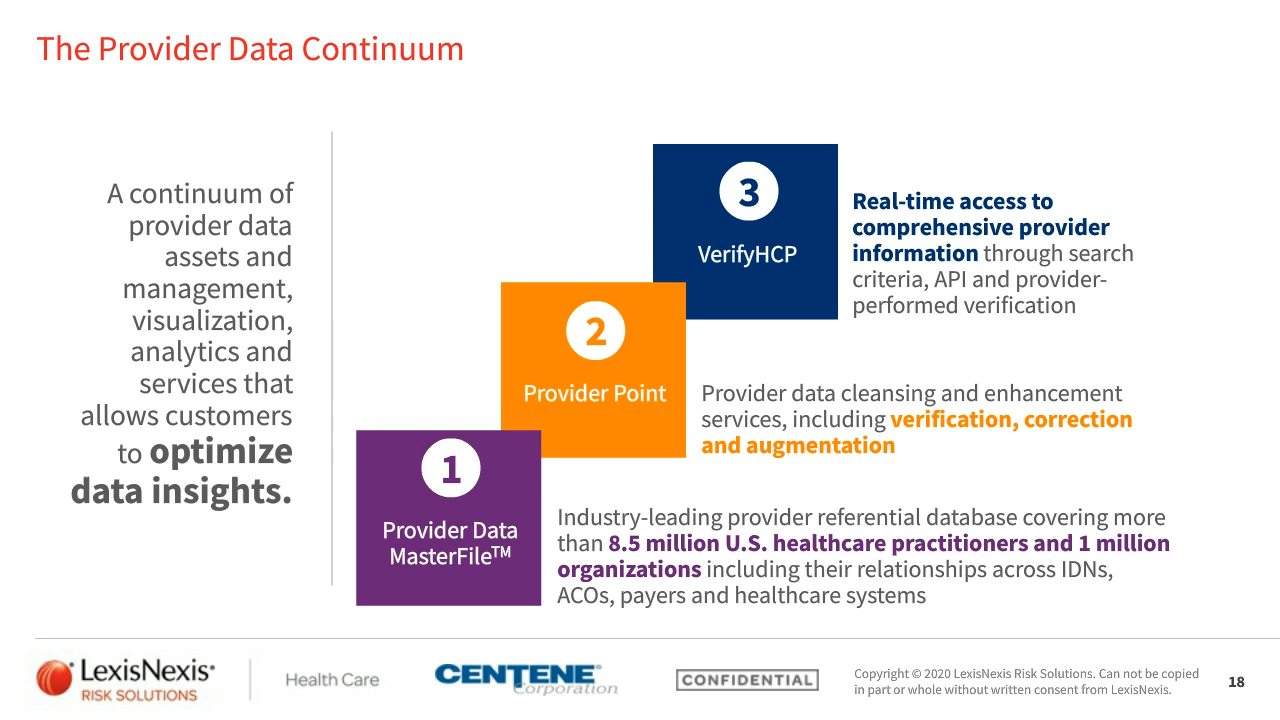 The Provider Data Continuum
A continuum of
provider data
assets and
management,
visualization,
analytics and
services that
allows customers
to optimize
data insights.
3
VerifyHCP
Real-time access to
comprehensive provider
information through search
criteria, API and provider-
performed verification
2
Provider Point
Provider data cleansing and enhancement
services, including verification, correction
and augmentation
1
Provider Data
MasterFile™
Industry-leading provider referential database covering more
than 8.5 million U.S. healthcare practitioners and 1 million
organizations including their relationships across IDNs,
ACOs, payers and healthcare systems
LexisNexis®
RISK SOLUTIONS
Health Care
CENTENE®
Corporation
CONFIDENTIAL
Copyright © 2020 LexisNexis Risk Solutions. Can not be copied
in part or whole without written consent from LexisNexis.
18